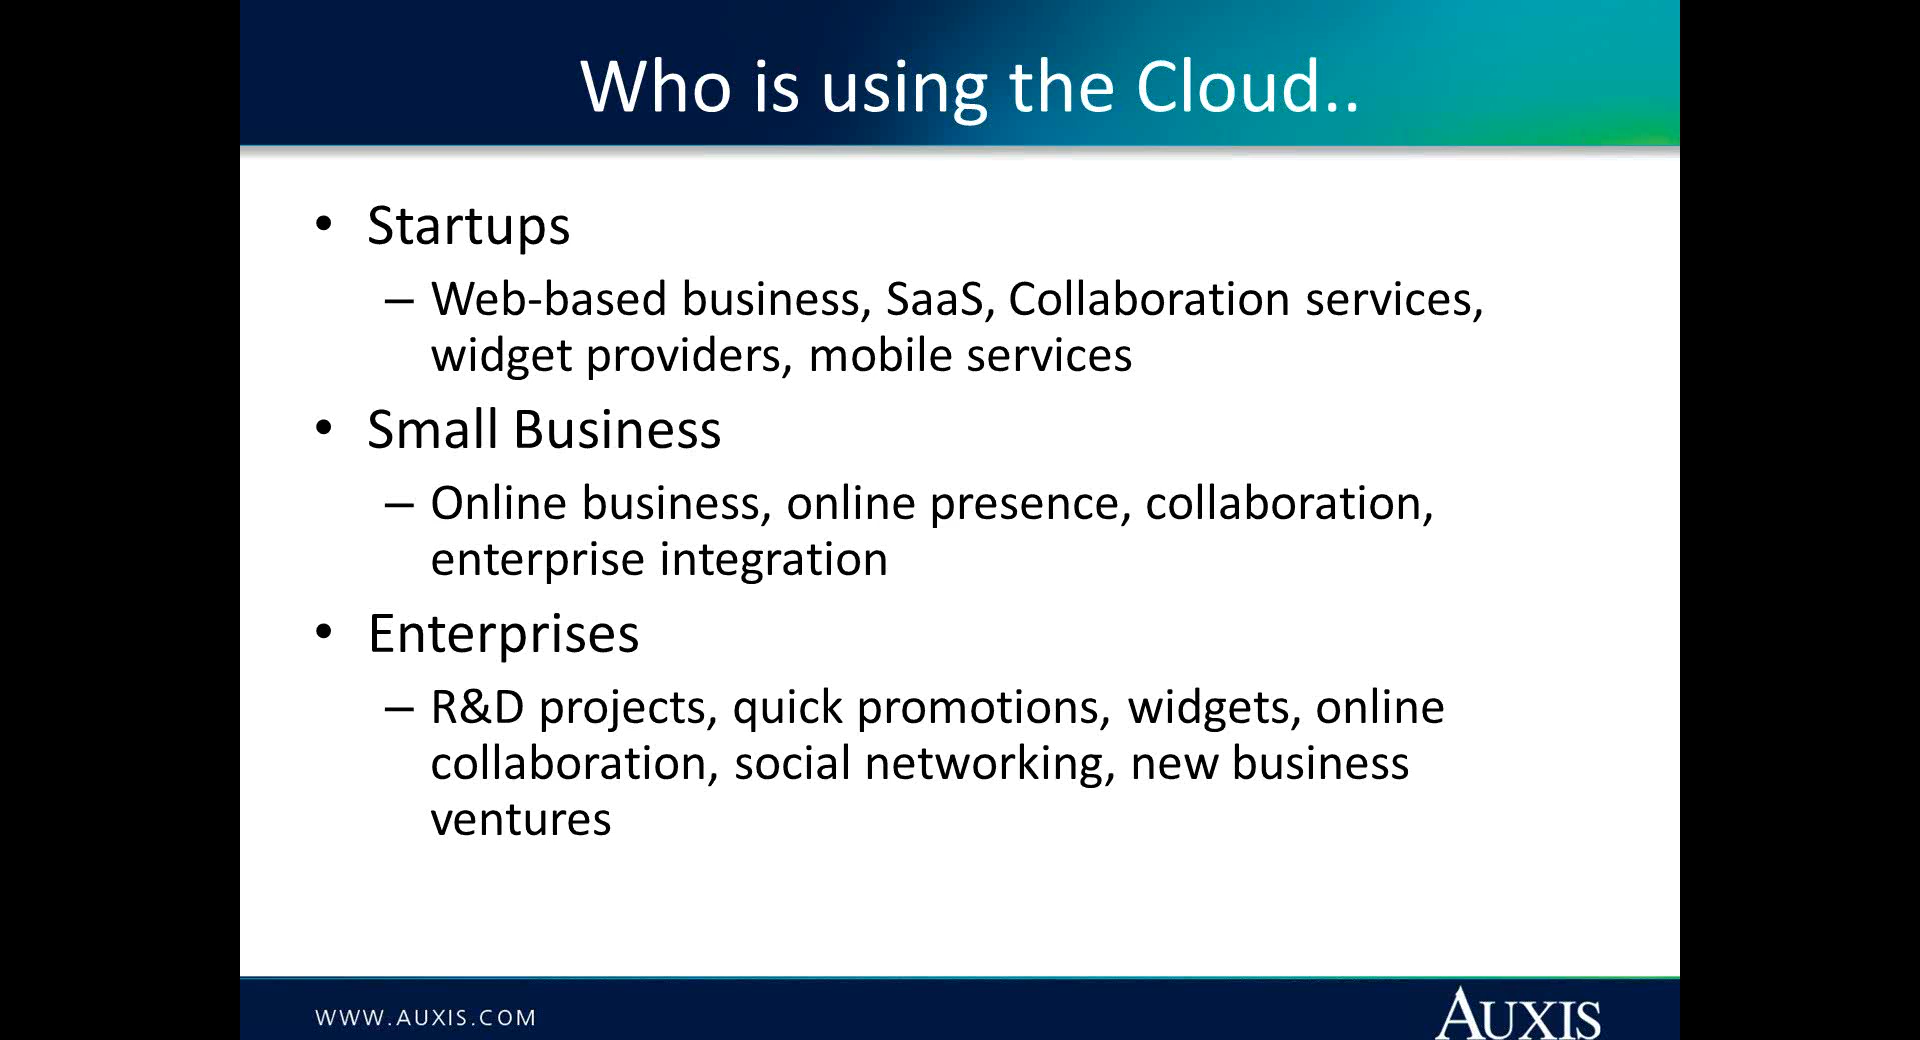 Who is using the Cloud..
• Startups
– Web-based business, SaaS, Collaboration services,
widget providers, mobile services
• Small Business
– Online business, online presence, collaboration,
enterprise integration
• Enterprises
– R&D projects, quick promotions, widgets, online
collaboration, social networking, new business
ventures
WWW.AUXIS.COM
AUXIS